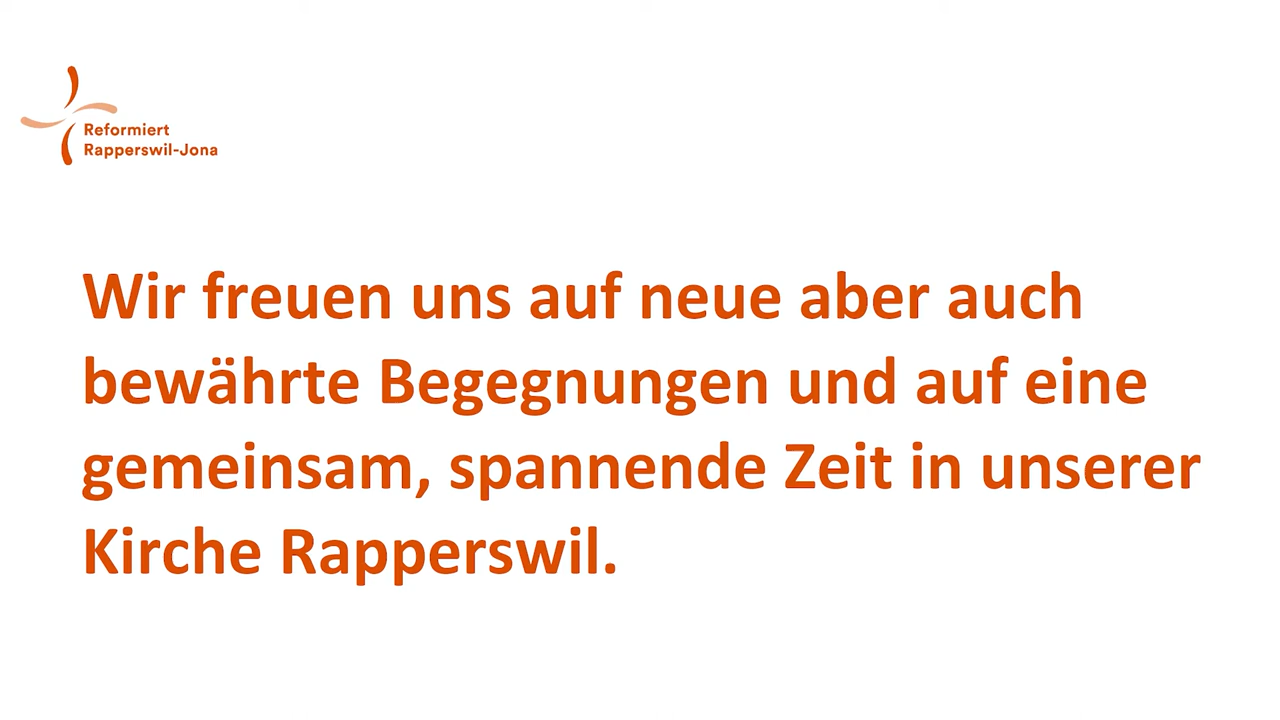 Reformiert
Rapperswil-Jona
Wir freuen uns auf neue aber auch
bewährte Begegnungen und auf eine
gemeinsam, spannende Zeit in unserer
Kirche Rapperswil.